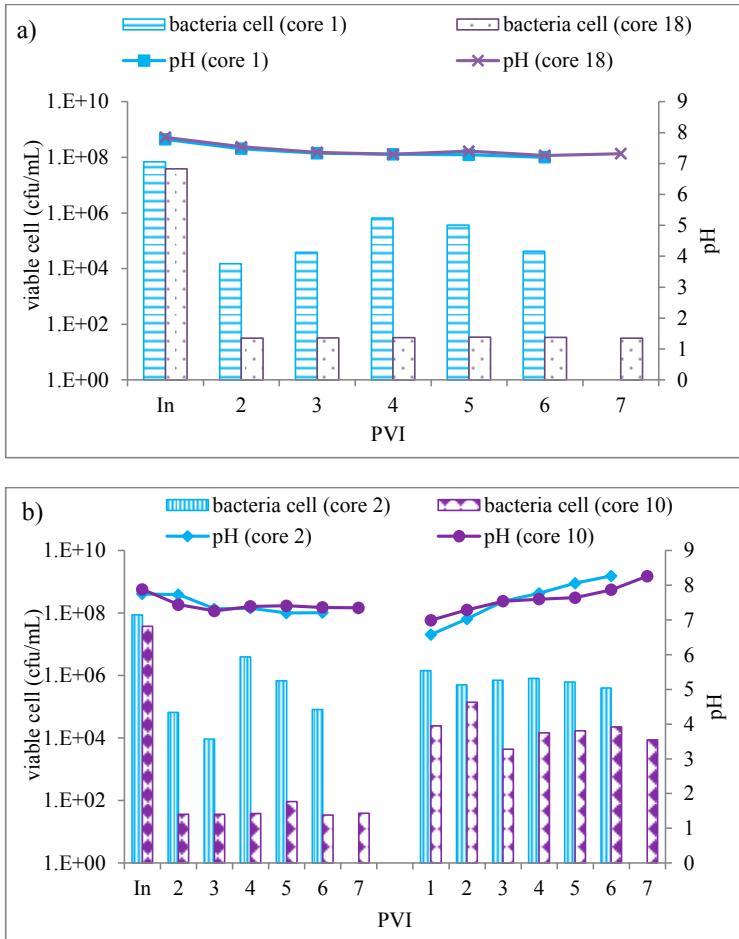 a)
bacteria cell (core 1) bacteria cell (core 18)
pH (core 1) pH (core 18)
1.E+10 9
8
1.E+08 7
6
1.E+06 5
1.E+04 4
3
1.E+02 2
1
1.E+00 0
viable cell (cfu/mL)
pH
In 2 3 4 5 6 7
PVI
b)
bacteria cell (core 2) bacteria cell (core 10)
pH (core 2) pH (core 10)
1.E+10 9
8
1.E+08 7
6
1.E+06 5
1.E+04 4
3
1.E+02 2
1
1.E+00 0
viable cell (cfu/mL)
pH
In 2 3 4 5 6 7 1 2 3 4 5 6 7
PVI